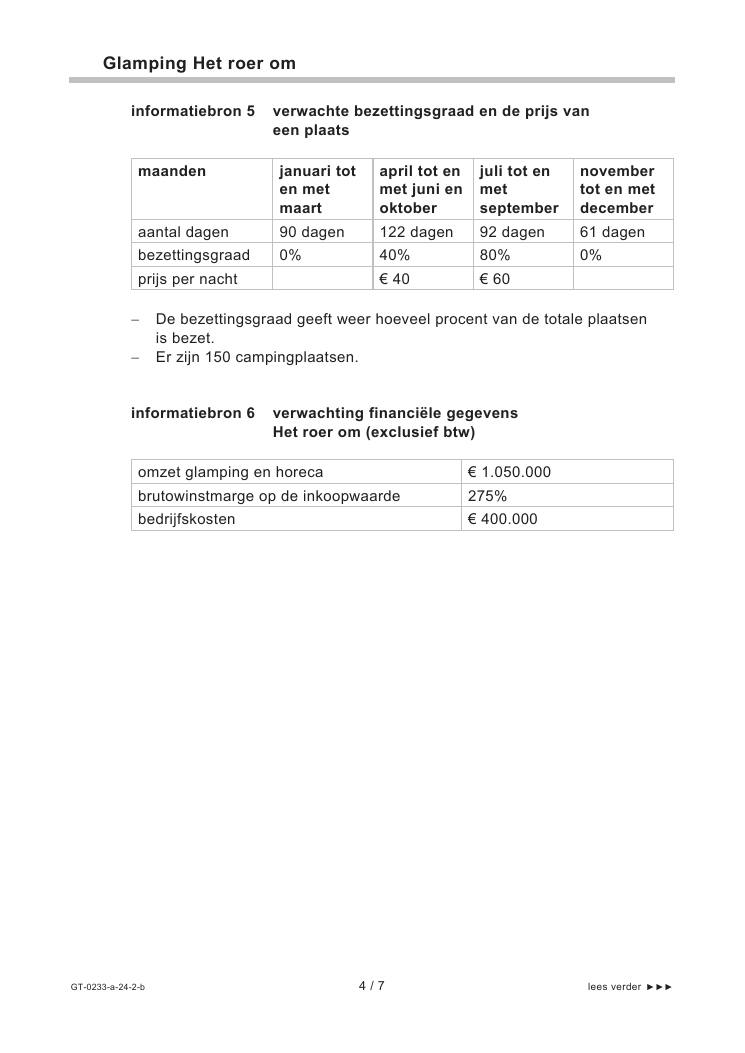 Glamping Het roer om
informatiebron 5 verwachte bezettingsgraad en de prijs van
een plaats
maanden januari tot en met maart april tot en met juni en oktober juli tot en met september november tot en met december
aantal dagen 90 dagen 122 dagen 92 dagen 61 dagen
bezettingsgraad 0% 40% 80% 0%
prijs per nacht € 40 € 60
– De bezettingsgraad geeft weer hoeveel procent van de totale plaatsen
is bezet.
– Er zijn 150 campingplaatsen.
informatiebron 6 verwachting financiële gegevens
Het roer om (exclusief btw)
omzet glamping en horeca € 1.050.000
brutowinstmarge op de inkoopwaarde 275%
bedrijfskosten € 400.000
GT-0233-a-24-2-b 4 / 7 lees verder ►►►